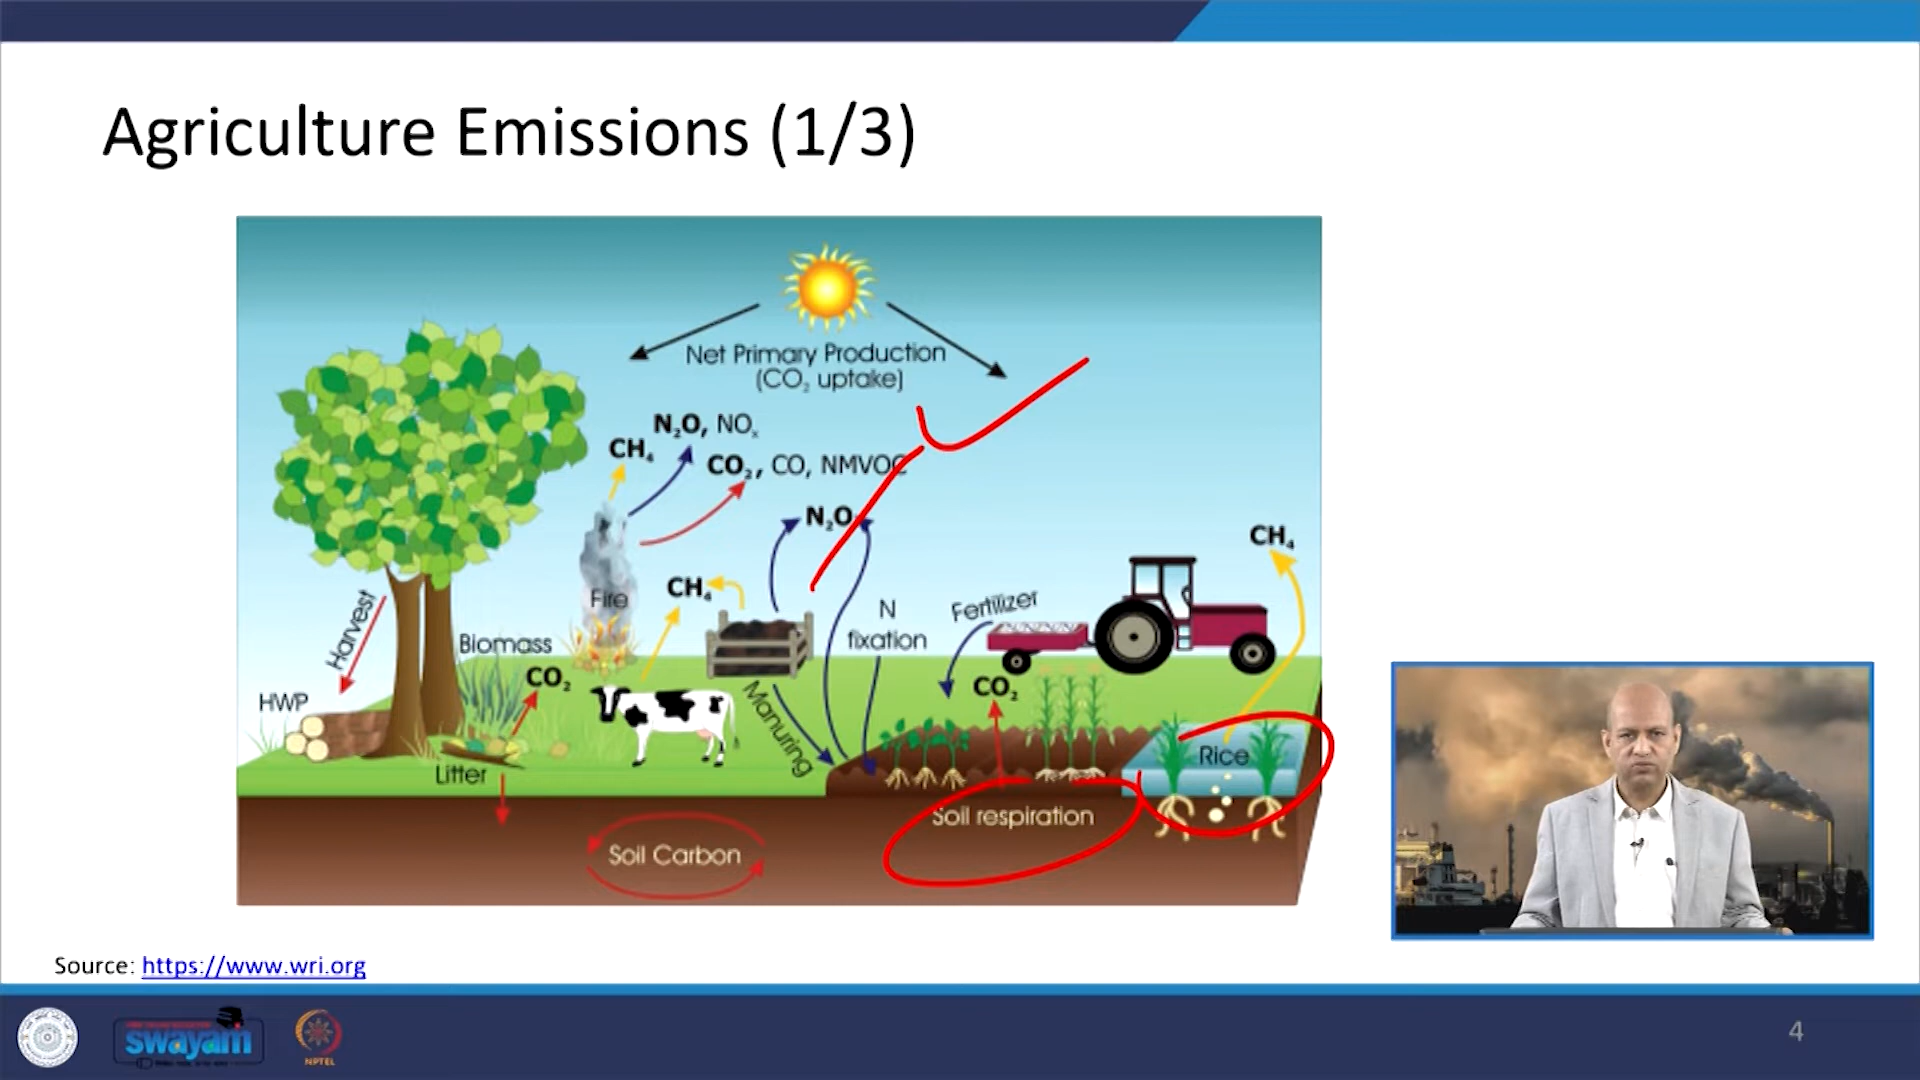 Agriculture Emissions (1/3)
Net Primary Production
(CO₂ uptake)
N₂O, NOₓ
CH₄
CO₂, CO, NMVOC
N₂O
CH₄
CH₄
Fire
Harvest
N
fixation
Fertilizer
Biomass
CO₂
CO₂
HWP
Manuring
Rice
Litter
Soil respiration
Soil Carbon
Source: https://www.wri.org
swayam
NPTEL
4